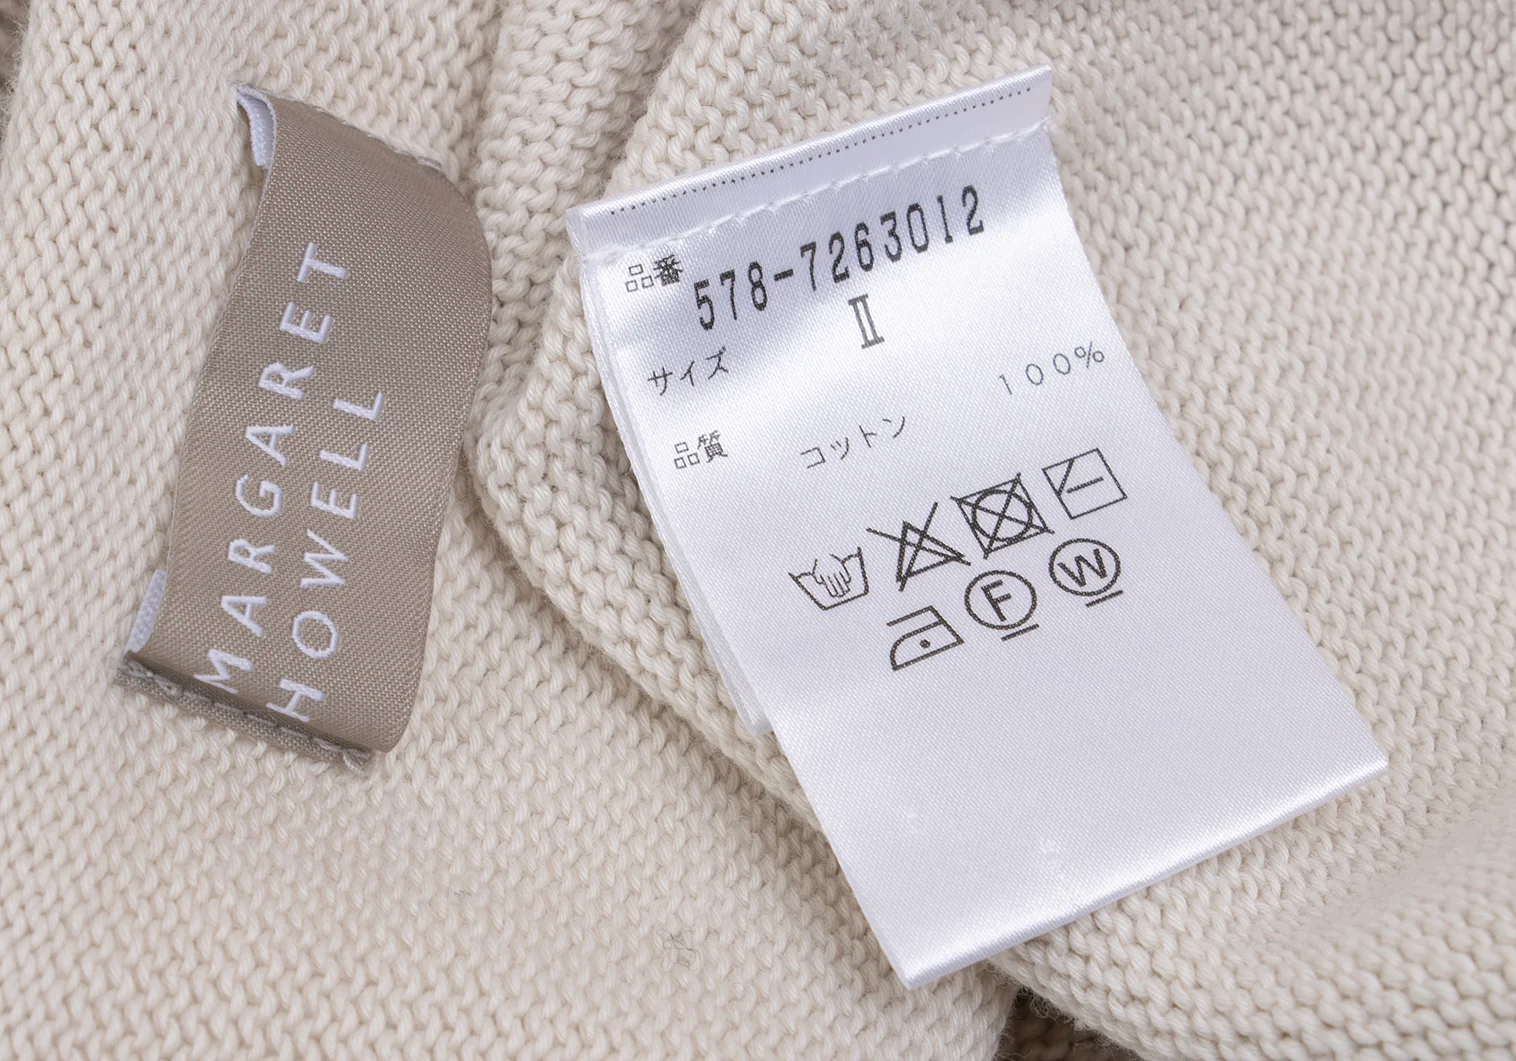 MARGARET
HOWELL
品番 578-7263012
サイズ Ⅱ
品質 コットン 100%
F W